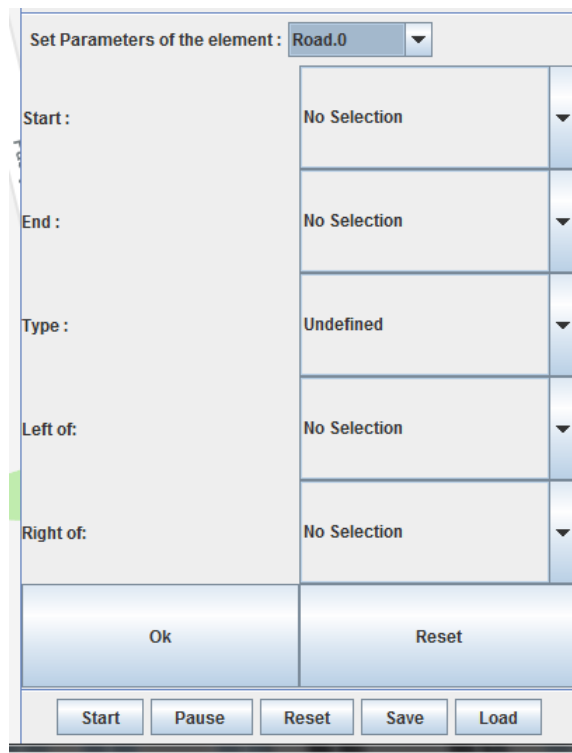 Set Parameters of the element : Road.0
Start : No Selection
End : No Selection
Type : Undefined
Left of: No Selection
Right of: No Selection
Ok Reset
Start Pause Reset Save Load